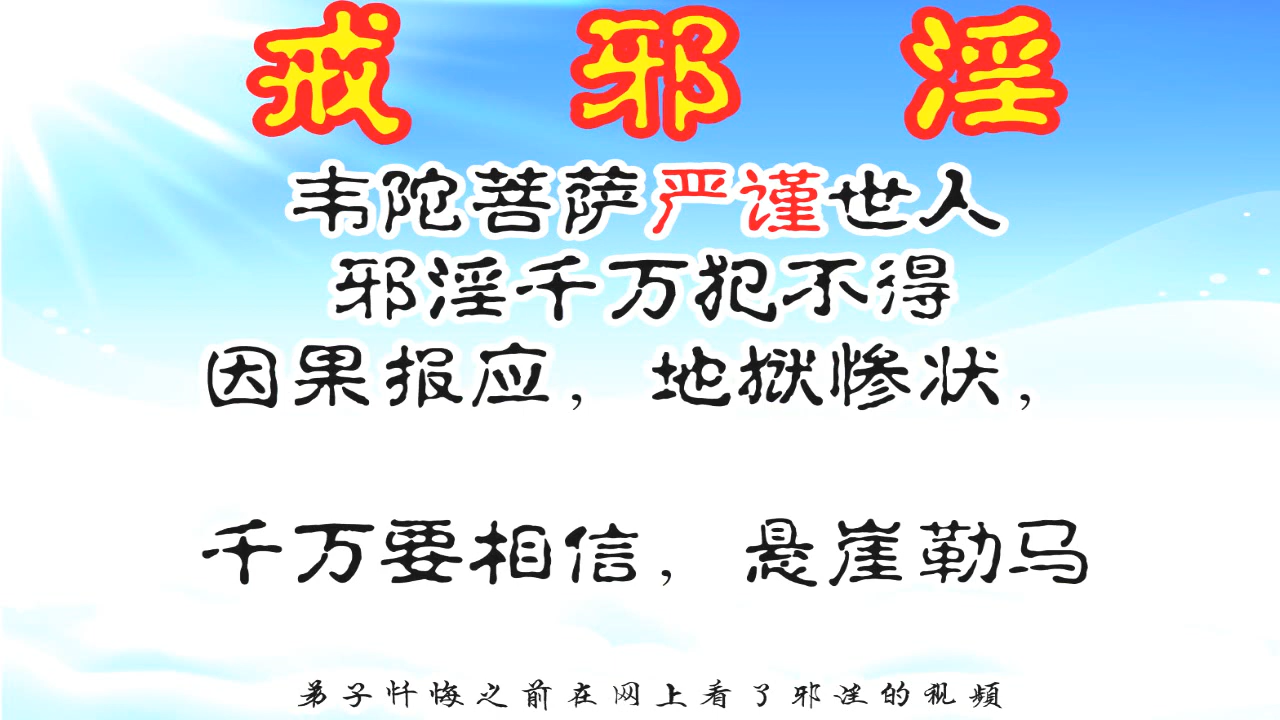 戒 邪 淫
韦陀菩萨严谨世人
邪淫千万犯不得
因果报应，地狱惨状，
千万要相信，悬崖勒马
弟子忏悔之前在网上看了邪淫的视频